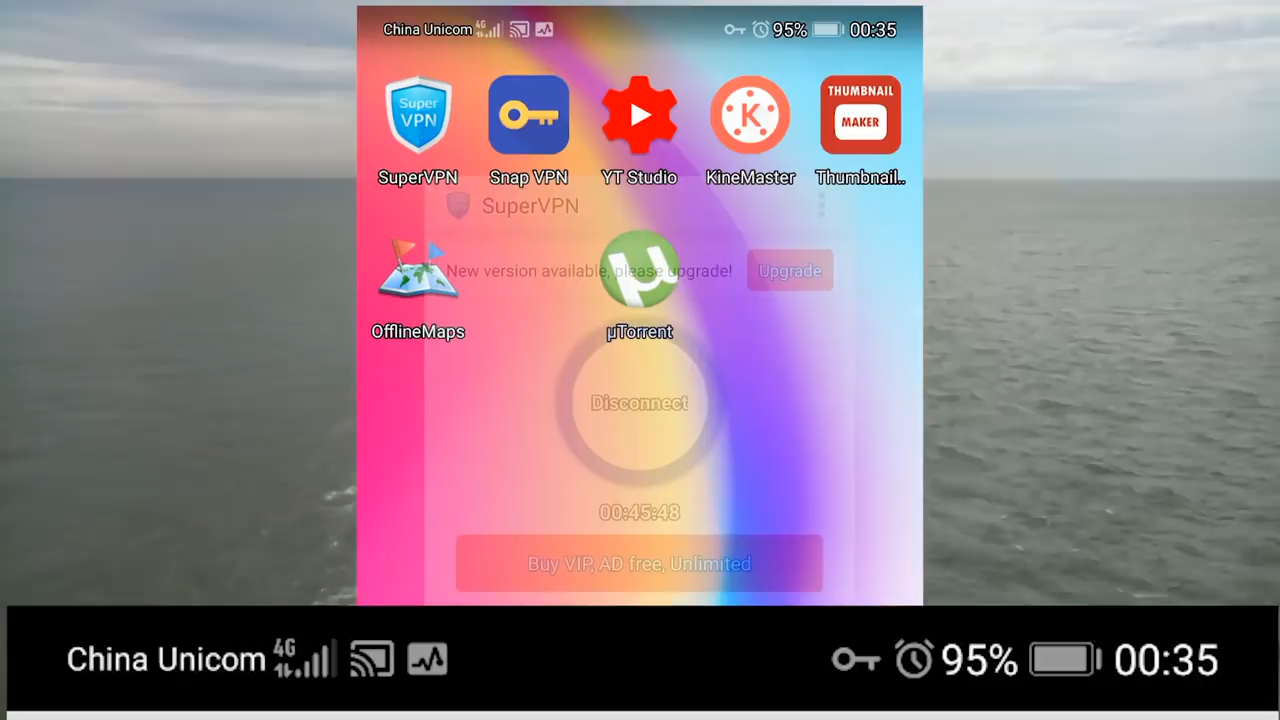 China Unicom 4G 95% 00:35
Super VPN
THUMBNAIL MAKER
K
SuperVPN Snap VPN YT Studio KineMaster Thumbnail..
SuperVPN
New version available, please upgrade! Upgrade
µ
OfflineMaps µTorrent
Disconnect
00:45:48
Buy VIP, AD free, Unlimited
China Unicom 4G 95% 00:35